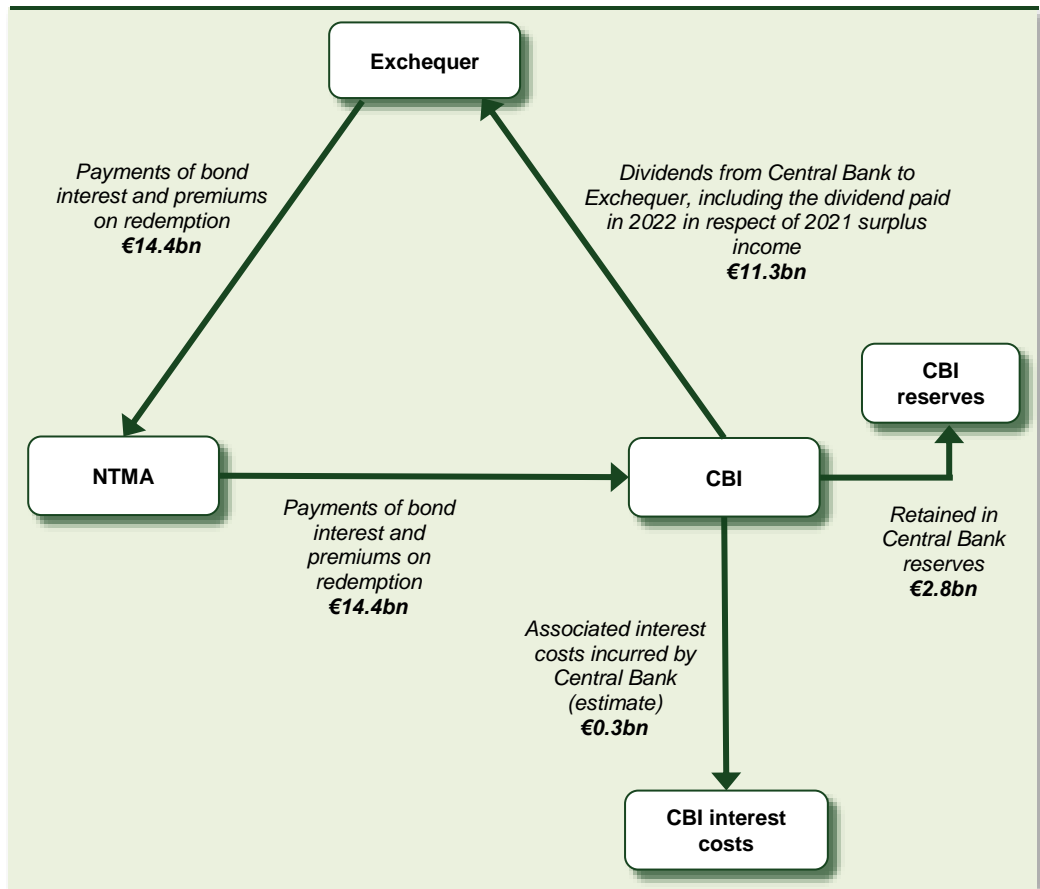 Exchequer
Payments of bond
interest and premiums
on redemption
€14.4bn
Dividends from Central Bank to
Exchequer, including the dividend paid
in 2022 in respect of 2021 surplus
income
€11.3bn
CBI
reserves
NTMA
CBI
Payments of bond
interest and
premiums on
redemption
€14.4bn
Retained in
Central Bank
reserves
€2.8bn
Associated interest
costs incurred by
Central Bank
(estimate)
€0.3bn
CBI interest
costs